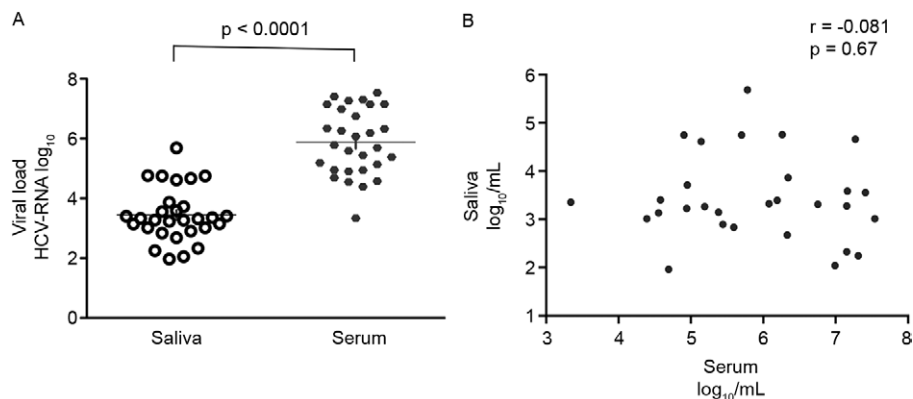 A
p < 0.0001
Viral load
HCV-RNA log10
8
6
4
2
0
Saliva
Serum
B
r = -0.081
p = 0.67
Saliva
log10/mL
6
5
4
3
2
1
3
4
5
6
7
8
Serum
log10/mL